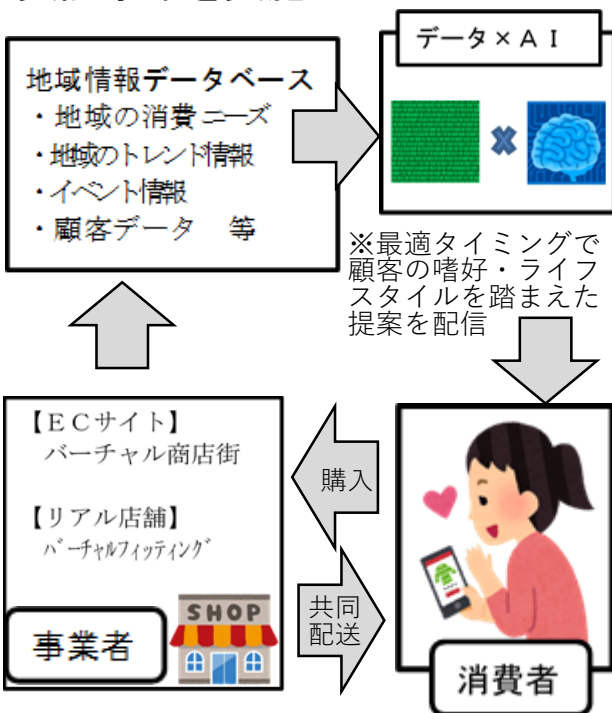 地域情報データベース
・地域の消費ニーズ
・地域のトレンド情報
・イベント情報
・顧客データ　等
データ×ＡＩ
※最適タイミングで
顧客の嗜好・ライフ
スタイルを踏まえた
提案を配信
【ＥＣサイト】
バーチャル商店街
【リアル店舗】
ﾊﾞｰﾁｬﾙﾌｨｯﾃｨﾝｸﾞ
SHOP
事業者
購入
共同
配送
消費者